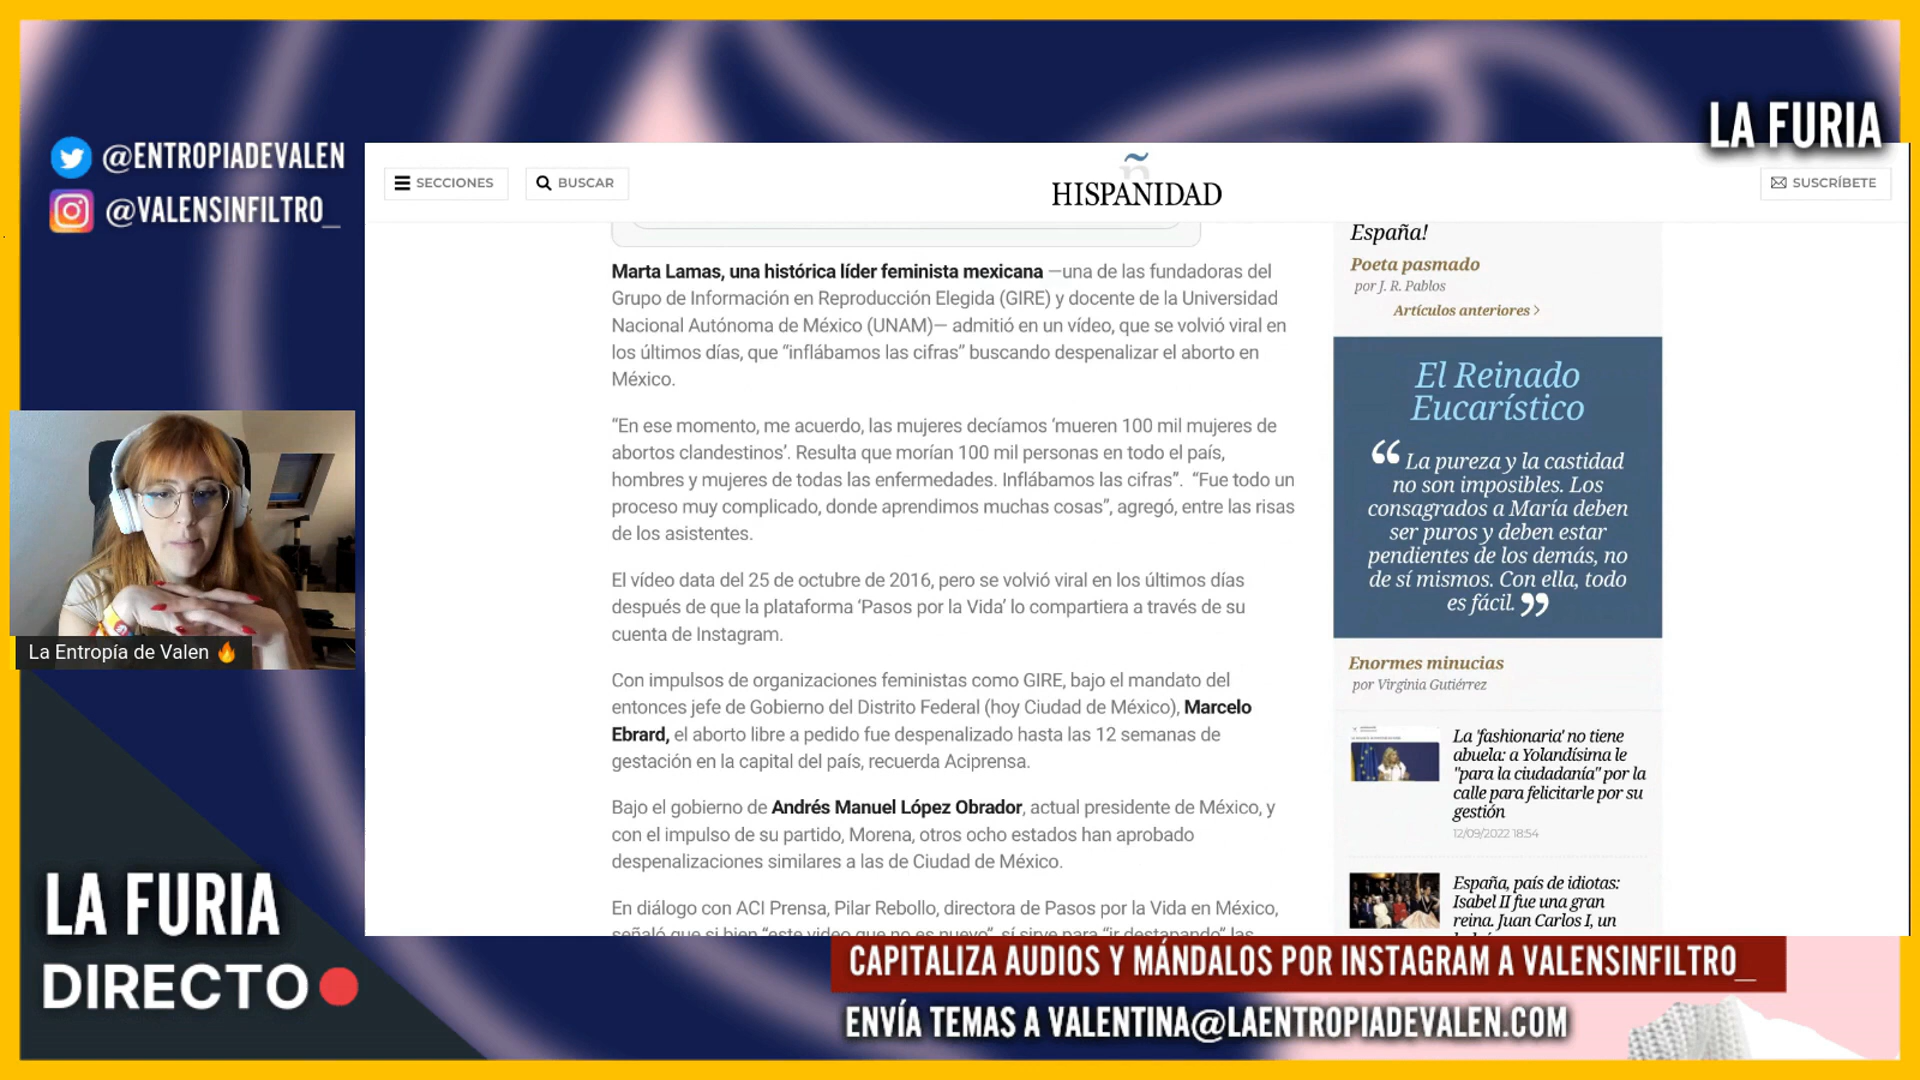 LA FURIA
@ENTROPIADEVALEN
@VALENSINFILTRO_
SECCIONES
BUSCAR
ñ
HISPANIDAD
SUSCRÍBETE
Marta Lamas, una histórica líder feminista mexicana —una de las fundadoras del
Grupo de Información en Reproducción Elegida (GIRE) y docente de la Universidad
Nacional Autónoma de México (UNAM)— admitió en un vídeo, que se volvió viral en
los últimos días, que “inflábamos las cifras” buscando despenalizar el aborto en
México.
“En ese momento, me acuerdo, las mujeres decíamos ‘mueren 100 mil mujeres de
abortos clandestinos’. Resulta que morían 100 mil personas en todo el país,
hombres y mujeres de todas las enfermedades. Inflábamos las cifras”. “Fue todo un
proceso muy complicado, donde aprendimos muchas cosas”, agregó, entre las risas
de los asistentes.
El vídeo data del 25 de octubre de 2016, pero se volvió viral en los últimos días
después de que la plataforma ‘Pasos por la Vida’ lo compartiera a través de su
cuenta de Instagram.
Con impulsos de organizaciones feministas como GIRE, bajo el mandato del
entonces jefe de Gobierno del Distrito Federal (hoy Ciudad de México), Marcelo
Ebrard, el aborto libre a pedido fue despenalizado hasta las 12 semanas de
gestación en la capital del país, recuerda Aciprensa.
Bajo el gobierno de Andrés Manuel López Obrador, actual presidente de México, y
con el impulso de su partido, Morena, otros ocho estados han aprobado
despenalizaciones similares a las de Ciudad de México.
En diálogo con ACI Prensa, Pilar Rebollo, directora de Pasos por la Vida en México,
señaló que si bien “este video que no es nuevo”, sí sirve para “ir destapando” las
España!
Poeta pasmado
por J. R. Pablos
Artículos anteriores >
El Reinado
Eucarístico
“ La pureza y la castidad
no son imposibles. Los
consagrados a María deben
ser puros y deben estar
pendientes de los demás, no
de sí mismos. Con ella, todo
es fácil. ”
Enormes minucias
por Virginia Gutiérrez
La 'fashionaria' no tiene
abuela: a Yolandísima le
"para la ciudadanía" por la
calle para felicitarle por su
gestión
12/09/2022 18:54
España, país de idiotas:
Isabel II fue una gran
reina. Juan Carlos I, un
La Entropía de Valen 🔥
LA FURIA
DIRECTO
CAPITALIZA AUDIOS Y MÁNDALOS POR INSTAGRAM A VALENSINFILTRO_
ENVÍA TEMAS A VALENTINA@LAENTROPIADEVALEN.COM